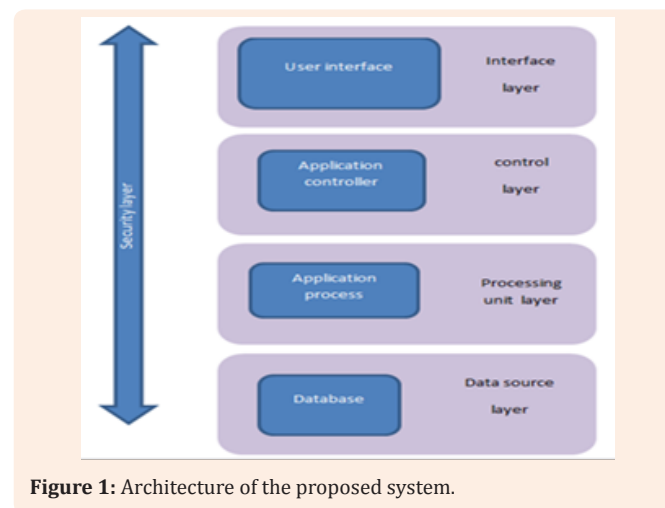 Security layer
User interface
Interface
layer
Application
controller
control
layer
Application
process
Processing
unit layer
Database
Data source
layer
Figure 1: Architecture of the proposed system.